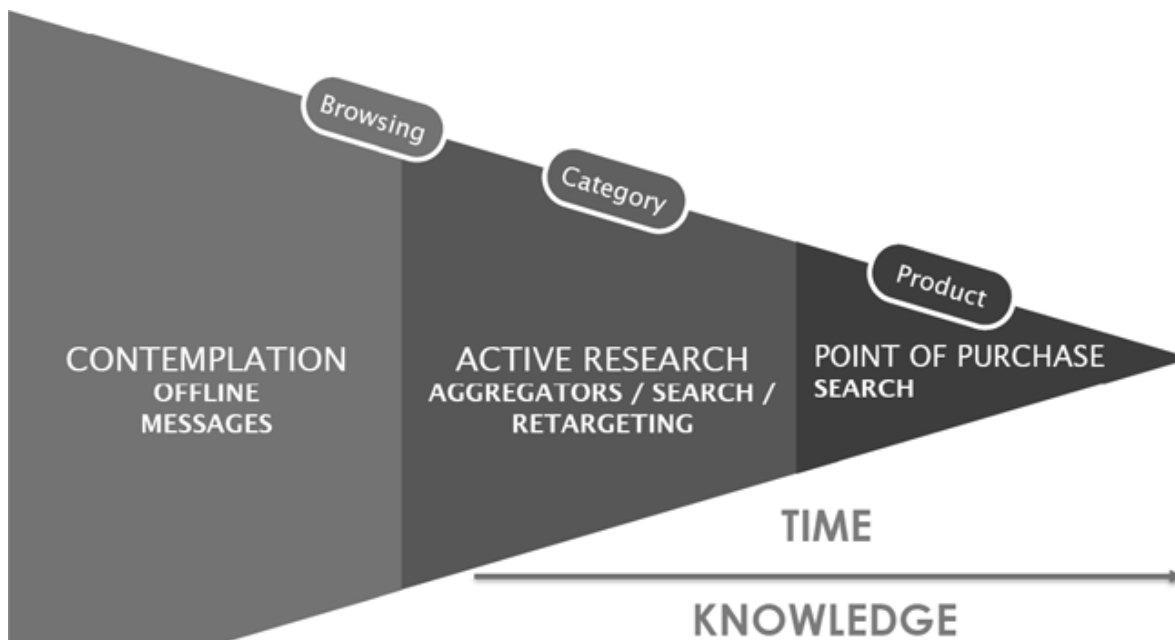 Browsing
Category
Product
CONTEMPLATION
OFFLINE
MESSAGES
ACTIVE RESEARCH
AGGREGATORS / SEARCH /
RETARGETING
POINT OF PURCHASE
SEARCH
TIME
KNOWLEDGE